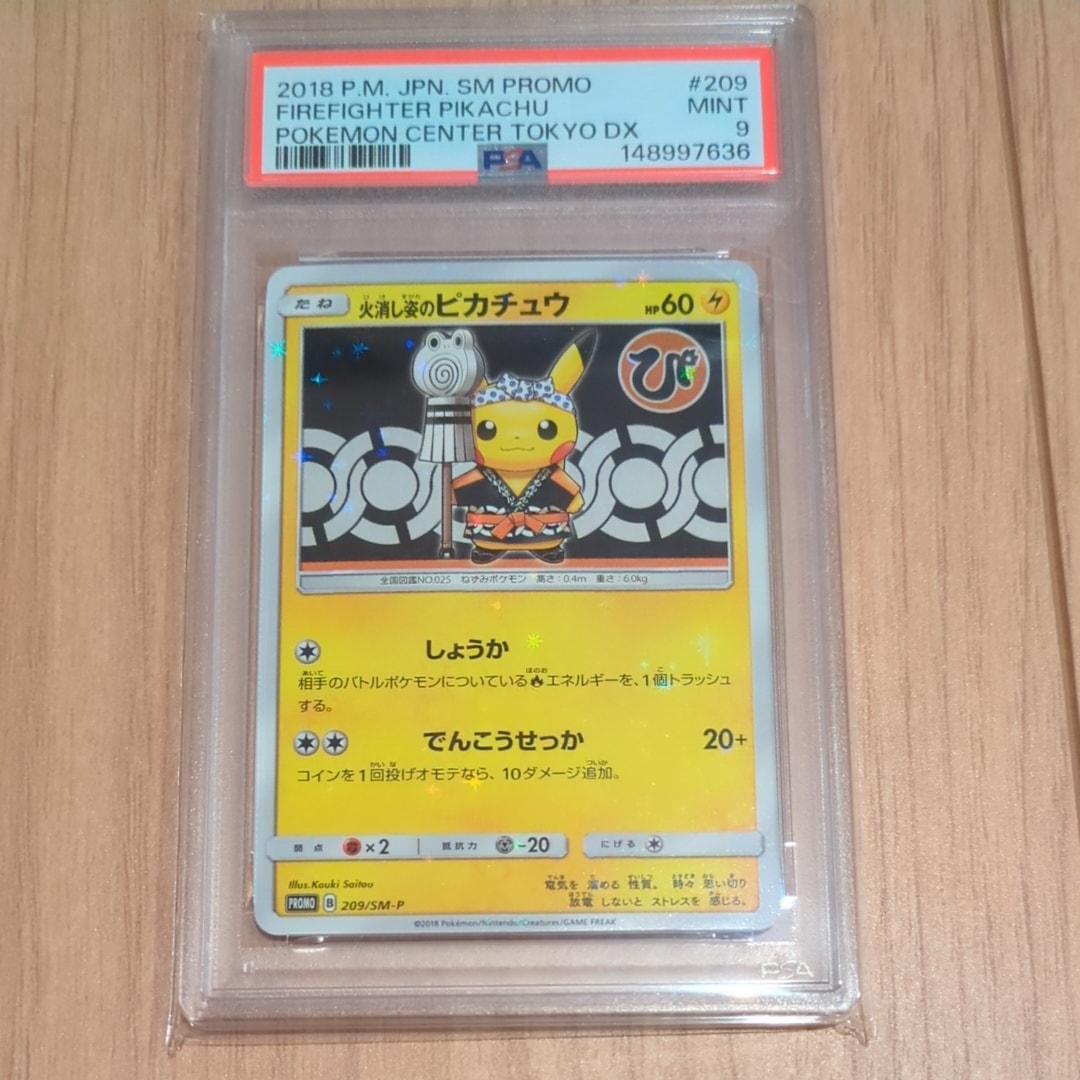 2018 P.M. JPN. SM PROMO #209
FIREFIGHTER PIKACHU MINT
POKEMON CENTER TOKYO DX 9
PSA 148997636
たね 火消し姿のピカチュウ HP60
ぴ
全国図鑑NO.025 ねずみポケモン 高さ:0.4m 重さ:6.0kg
しょうか
相手のバトルポケモンについているエネルギーを、1個トラッシュ
する。
でんこうせっか 20+
コインを1回投げオモテなら、10ダメージ追加。
弱点 ×2 抵抗力 -20 にげる
Illus.Kouki Saitou
電気を 溜める 性質。 時々 思い切り
放電 しないと ストレスを 感じる。
PROMO B 209/SM-P
©2018 Pokémon/Nintendo/Creatures/GAME FREAK
PSA